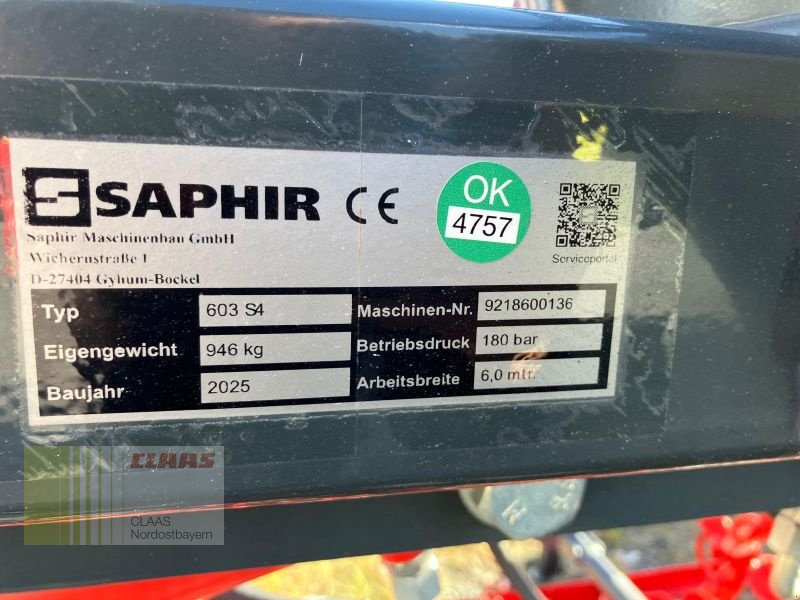 SAPHIR CE
OK
4757
Saphir Maschinenbau GmbH
Wichernstraße 1
D-27404 Gyhum-Bockel
Serviceportal
Typ 603 S4 Maschinen-Nr. 9218600136
Eigengewicht 946 kg Betriebsdruck 180 bar
Baujahr 2025 Arbeitsbreite 6,0 mtr.
CLAAS
CLAAS
Nordostbayern